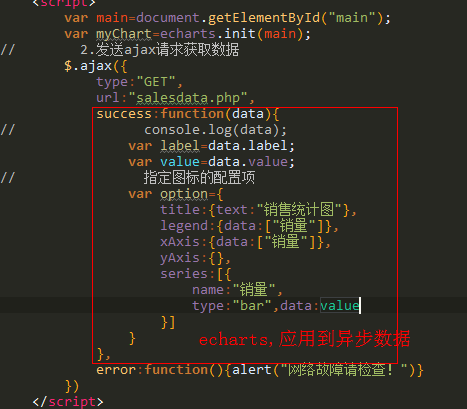 <script>
var main=document.getElementById("main");
var myChart=echarts.init(main);
// 2.发送ajax请求获取数据
$.ajax({
type:"GET",
url:"salesdata.php",
success:function(data){
// console.log(data);
var label=data.label;
var value=data.value;
// 指定图标的配置项
var option={
title:{text:"销售统计图"},
legend:{data:["销量"]},
xAxis:{data:["销量"]},
yAxis:{},
series:[{
name:"销量",
type:"bar",data:value
}]
echarts,应用到异步数据
}
},
error:function(){alert("网络故障请检查！")}
})
</script>